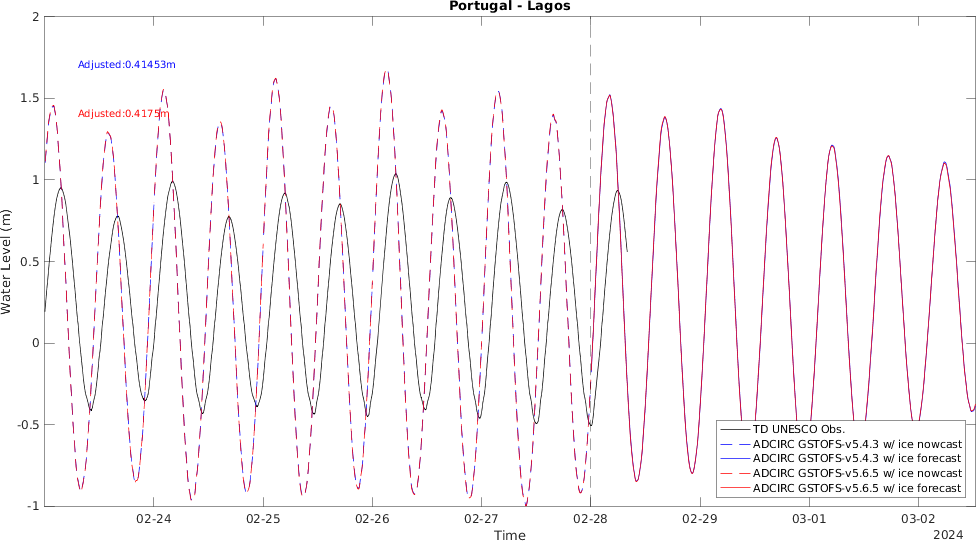 Portugal - Lagos
2
1.5
1
0.5
0
-0.5
-1
Water Level (m)
Adjusted:0.41453m
Adjusted:0.4175m
TD UNESCO Obs.
ADCIRC GSTOFS-v5.4.3 w/ ice nowcast
ADCIRC GSTOFS-v5.4.3 w/ ice forecast
ADCIRC GSTOFS-v5.6.5 w/ ice nowcast
ADCIRC GSTOFS-v5.6.5 w/ ice forecast
02-24 02-25 02-26 02-27 02-28 02-29 03-01 03-02
Time
2024